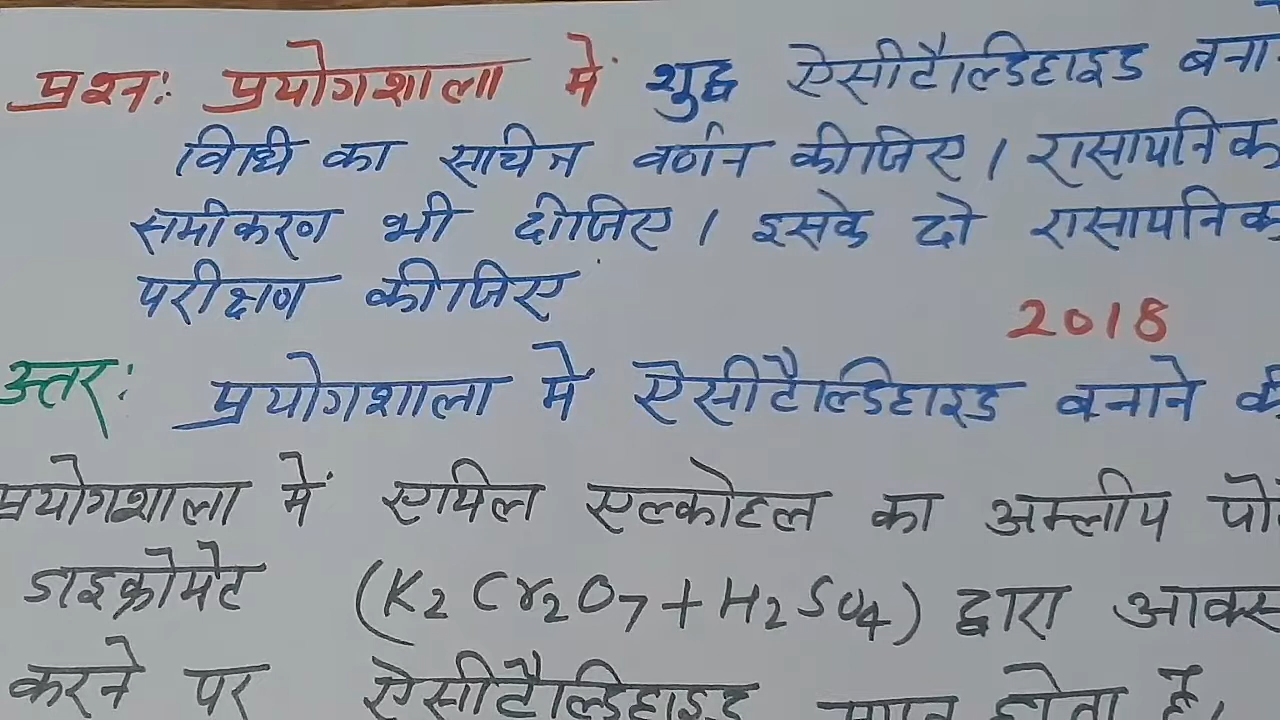 प्रश्न: प्रयोगशाला में शुद्ध ऐसीटैल्डिहाइड बना
विधि का सचित्र वर्णन कीजिए। रासायनिक
समीकरण भी दीजिए। इसके दो रासायनिक
परीक्षण कीजिए
2018
उत्तर: प्रयोगशाला में ऐसीटैल्डिहाइड बनाने की
प्रयोगशाला में एथिल एल्कोहल का अम्लीय पो
डाइक्रोमेट (K2Cr2O7+H2SO4) द्वारा आक्स
करने पर ऐसीटैल्डिहाइड प्राप्त होता है।